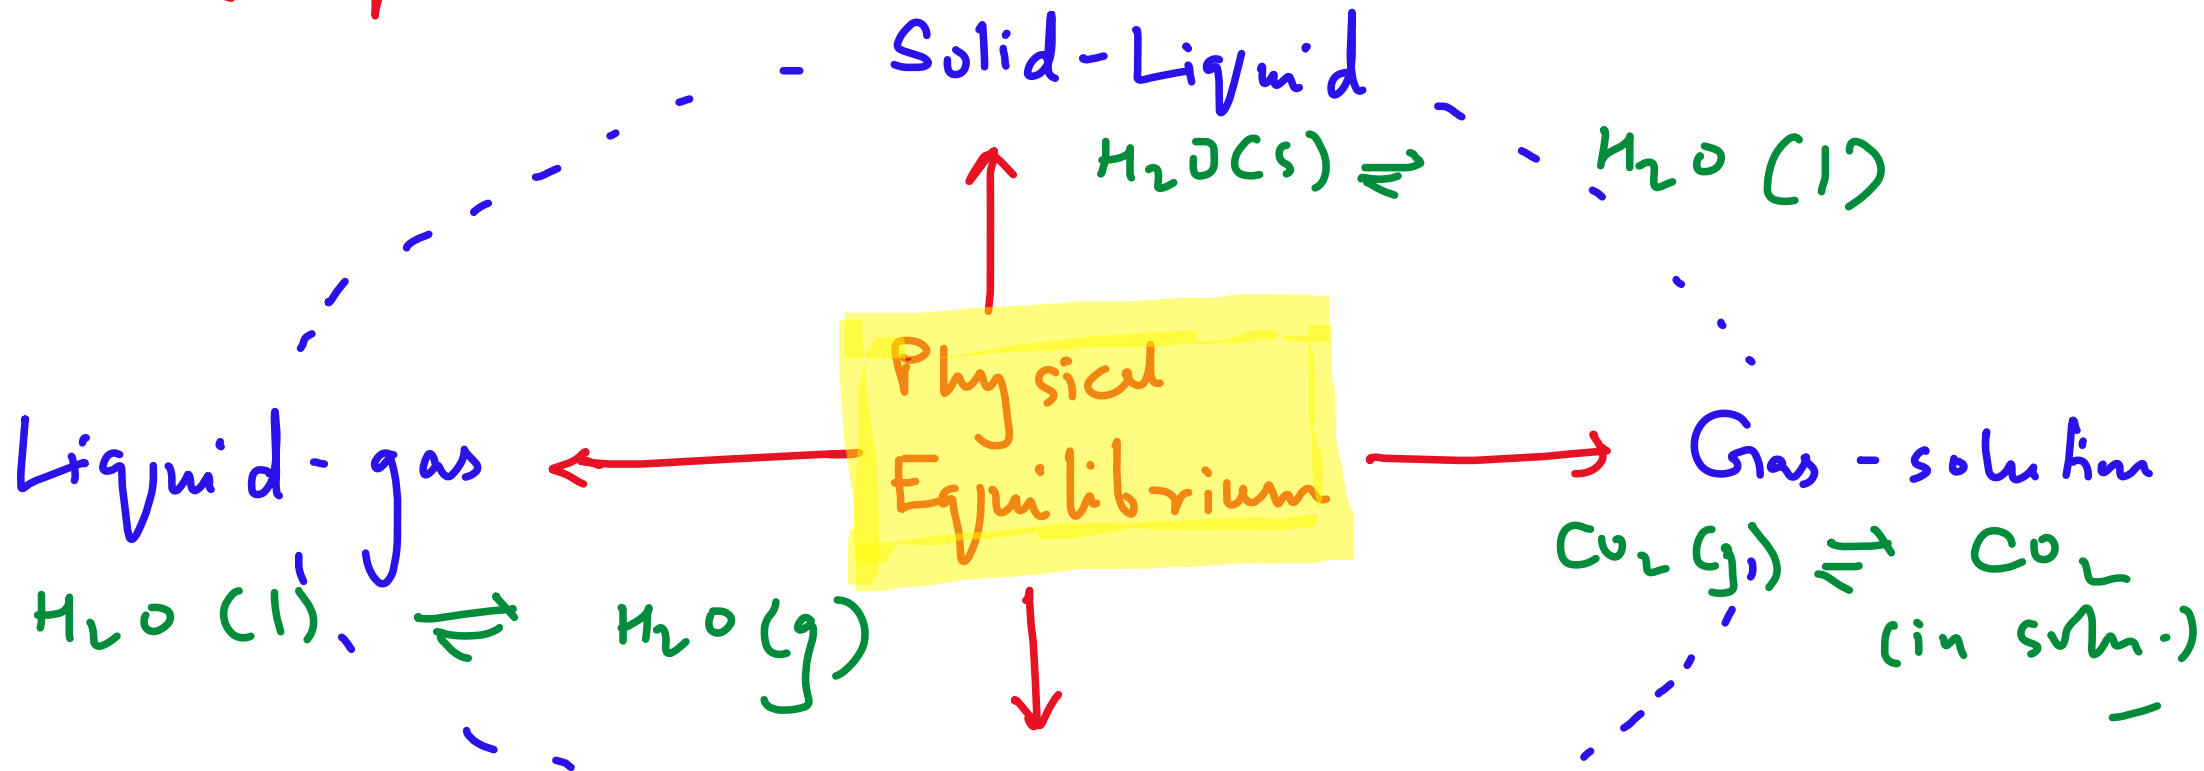 Solid-Liquid
H₂O(s) ⇌ H₂O (l)
Physical
Equilibrium
Liquid-gas
H₂O (l) ⇌ H₂O(g)
Gas-solution
CO₂(g) ⇌ CO₂
(in soln.)